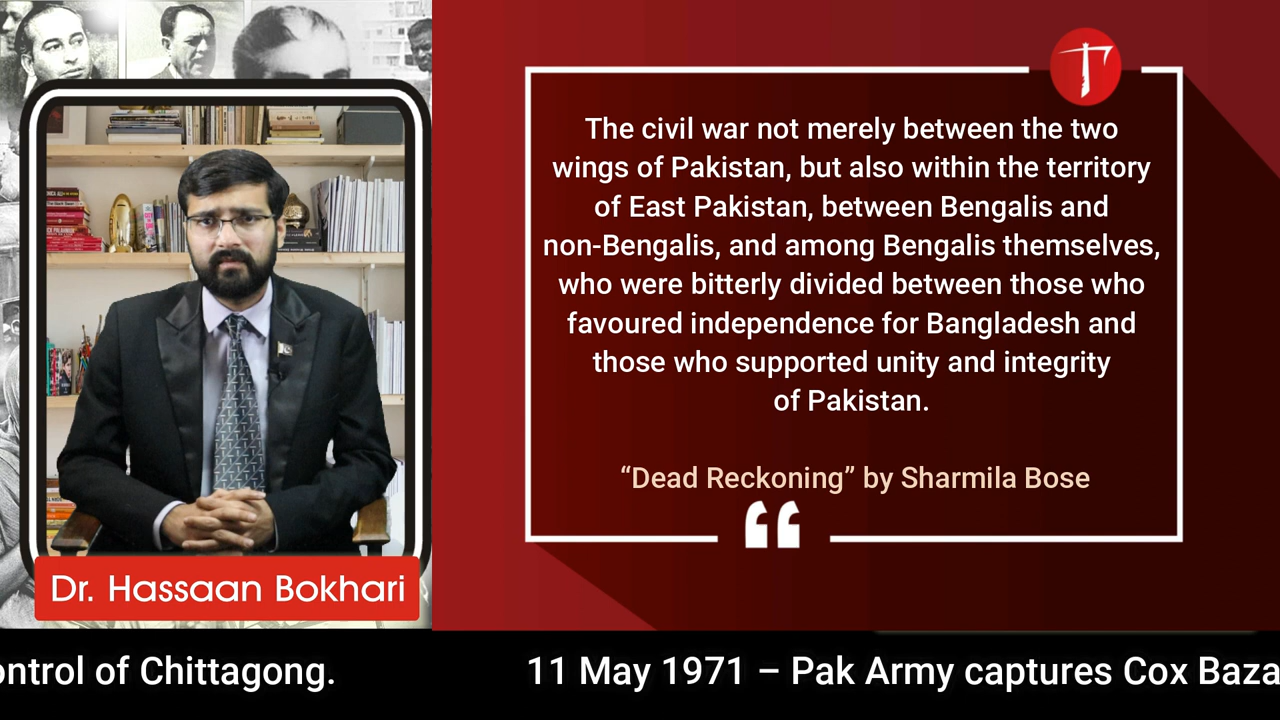 The civil war not merely between the two
wings of Pakistan, but also within the territory
of East Pakistan, between Bengalis and
non-Bengalis, and among Bengalis themselves,
who were bitterly divided between those who
favoured independence for Bangladesh and
those who supported unity and integrity
of Pakistan.
“Dead Reckoning” by Sharmila Bose
Dr. Hassaan Bokhari
ontrol of Chittagong.
11 May 1971 – Pak Army captures Cox Baza